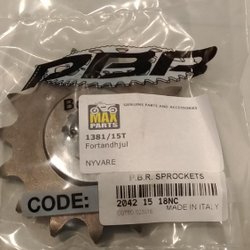 PBR
GENUINE PARTS AND ACCESSORIES
MAX
PARTS
1381/15T
Fortandhjul
NYVARE
P.B.R. SPROCKETS
CODE:
2042 15 18NC
MADE IN ITALY